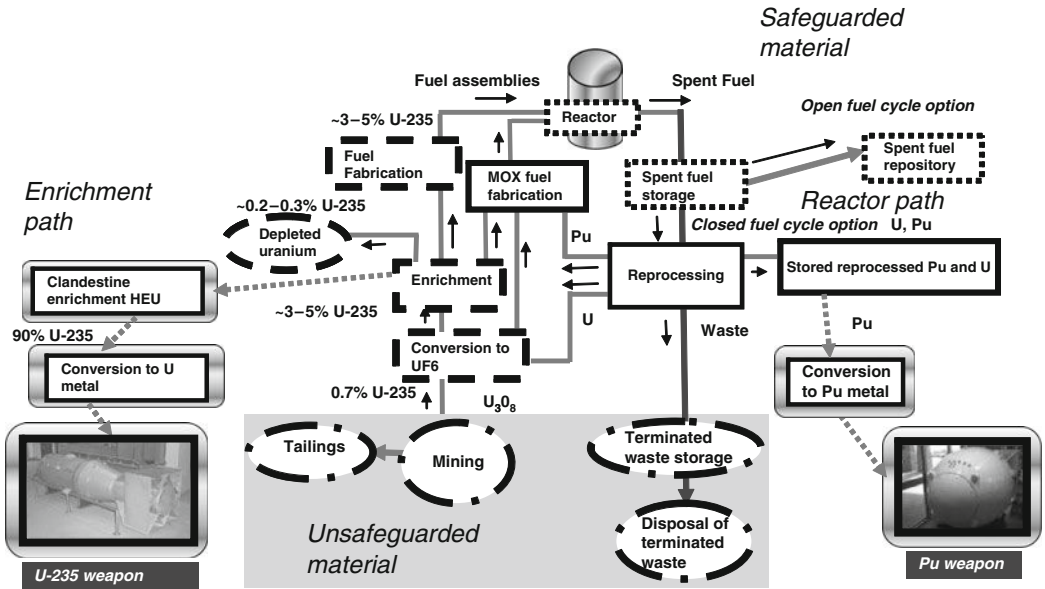 Safeguarded
material
Fuel assemblies
Spent Fuel
Reactor
Open fuel cycle option
~3–5% U-235
Fuel
Fabrication
MOX fuel
fabrication
Spent fuel
storage
Spent fuel
repository
Enrichment
path
Reactor path
~0.2–0.3% U-235
Depleted
uranium
Closed fuel cycle option U, Pu
Pu
Clandestine
enrichment HEU
Enrichment
Reprocessing
Stored reprocessed Pu and U
~3–5% U-235
U
Waste
Pu
90% U-235
Conversion to U
metal
Conversion to
UF6
Conversion
to Pu metal
0.7% U-235
U₃0₈
Tailings
Mining
Terminated
waste storage
Unsafeguarded
material
Disposal of
terminated
waste
U-235 weapon
Pu weapon